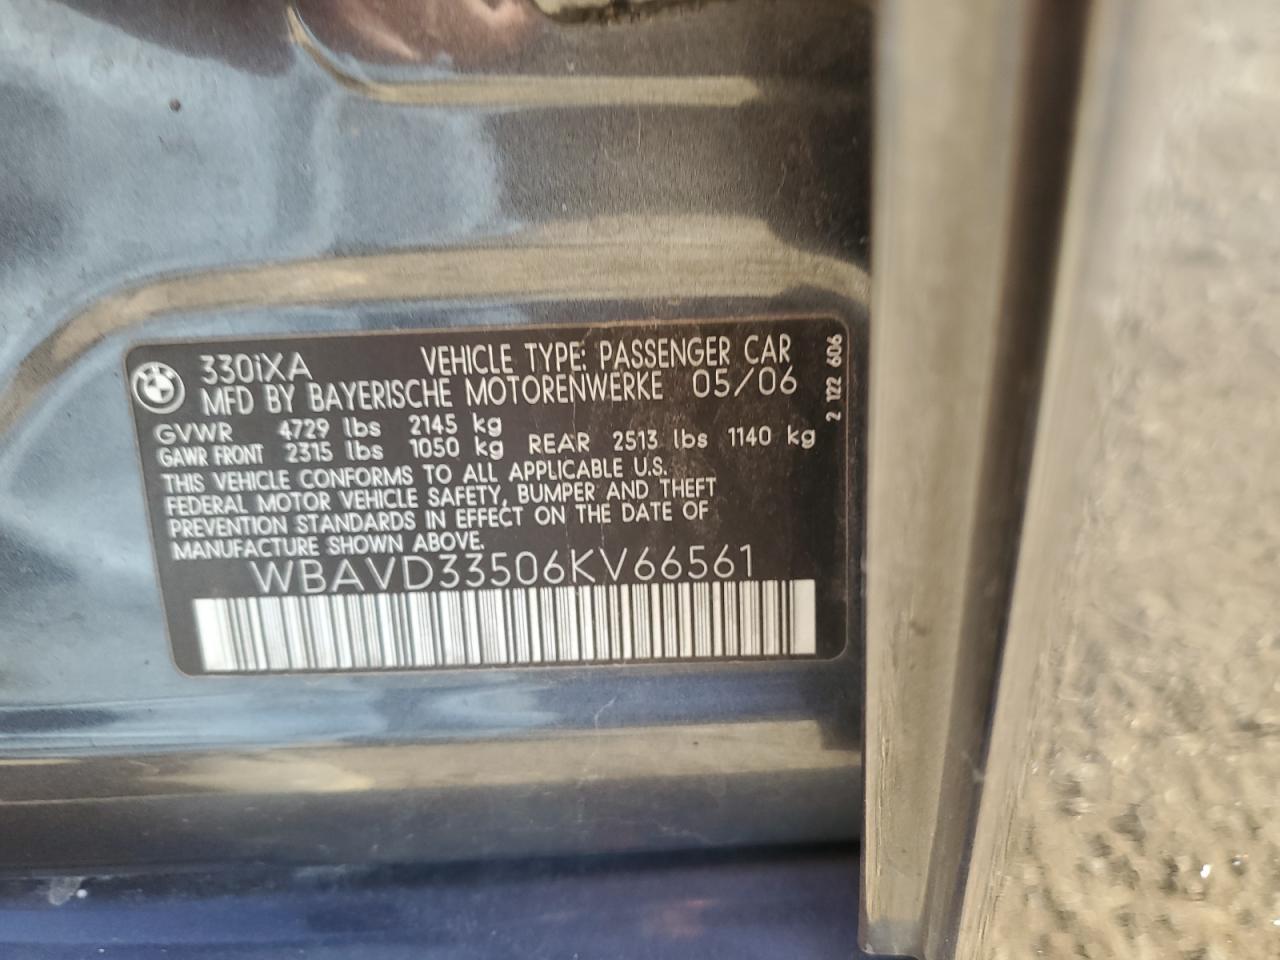 330iXA VEHICLE TYPE: PASSENGER CAR
MFD BY BAYERISCHE MOTORENWERKE 05/06
GVWR 4729 lbs 2145 kg
GAWR FRONT 2315 lbs 1050 kg REAR 2513 lbs 1140 kg
THIS VEHICLE CONFORMS TO ALL APPLICABLE U.S.
FEDERAL MOTOR VEHICLE SAFETY, BUMPER AND THEFT
PREVENTION STANDARDS IN EFFECT ON THE DATE OF
MANUFACTURE SHOWN ABOVE.
WBAVD33506KV66561
2 122 606